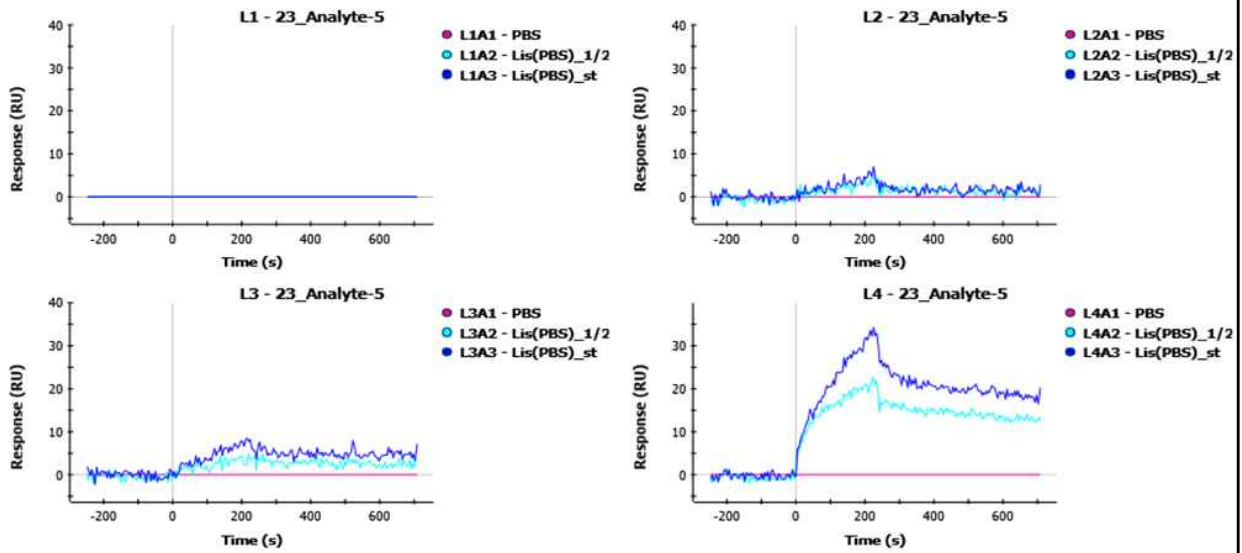 L1 - 23_Analyte-5
40
30
20
10
0
Response (RU)
-200 0 200 400 600
Time (s)
L1A1 - PBS
L1A2 - Lis(PBS)_1/2
L1A3 - Lis(PBS)_st
L2 - 23_Analyte-5
40
30
20
10
0
Response (RU)
-200 0 200 400 600
Time (s)
L2A1 - PBS
L2A2 - Lis(PBS)_1/2
L2A3 - Lis(PBS)_st
L3 - 23_Analyte-5
40
30
20
10
0
Response (RU)
-200 0 200 400 600
Time (s)
L3A1 - PBS
L3A2 - Lis(PBS)_1/2
L3A3 - Lis(PBS)_st
L4 - 23_Analyte-5
30
20
10
0
Response (RU)
-200 0 200 400 600
Time (s)
L4A1 - PBS
L4A2 - Lis(PBS)_1/2
L4A3 - Lis(PBS)_st